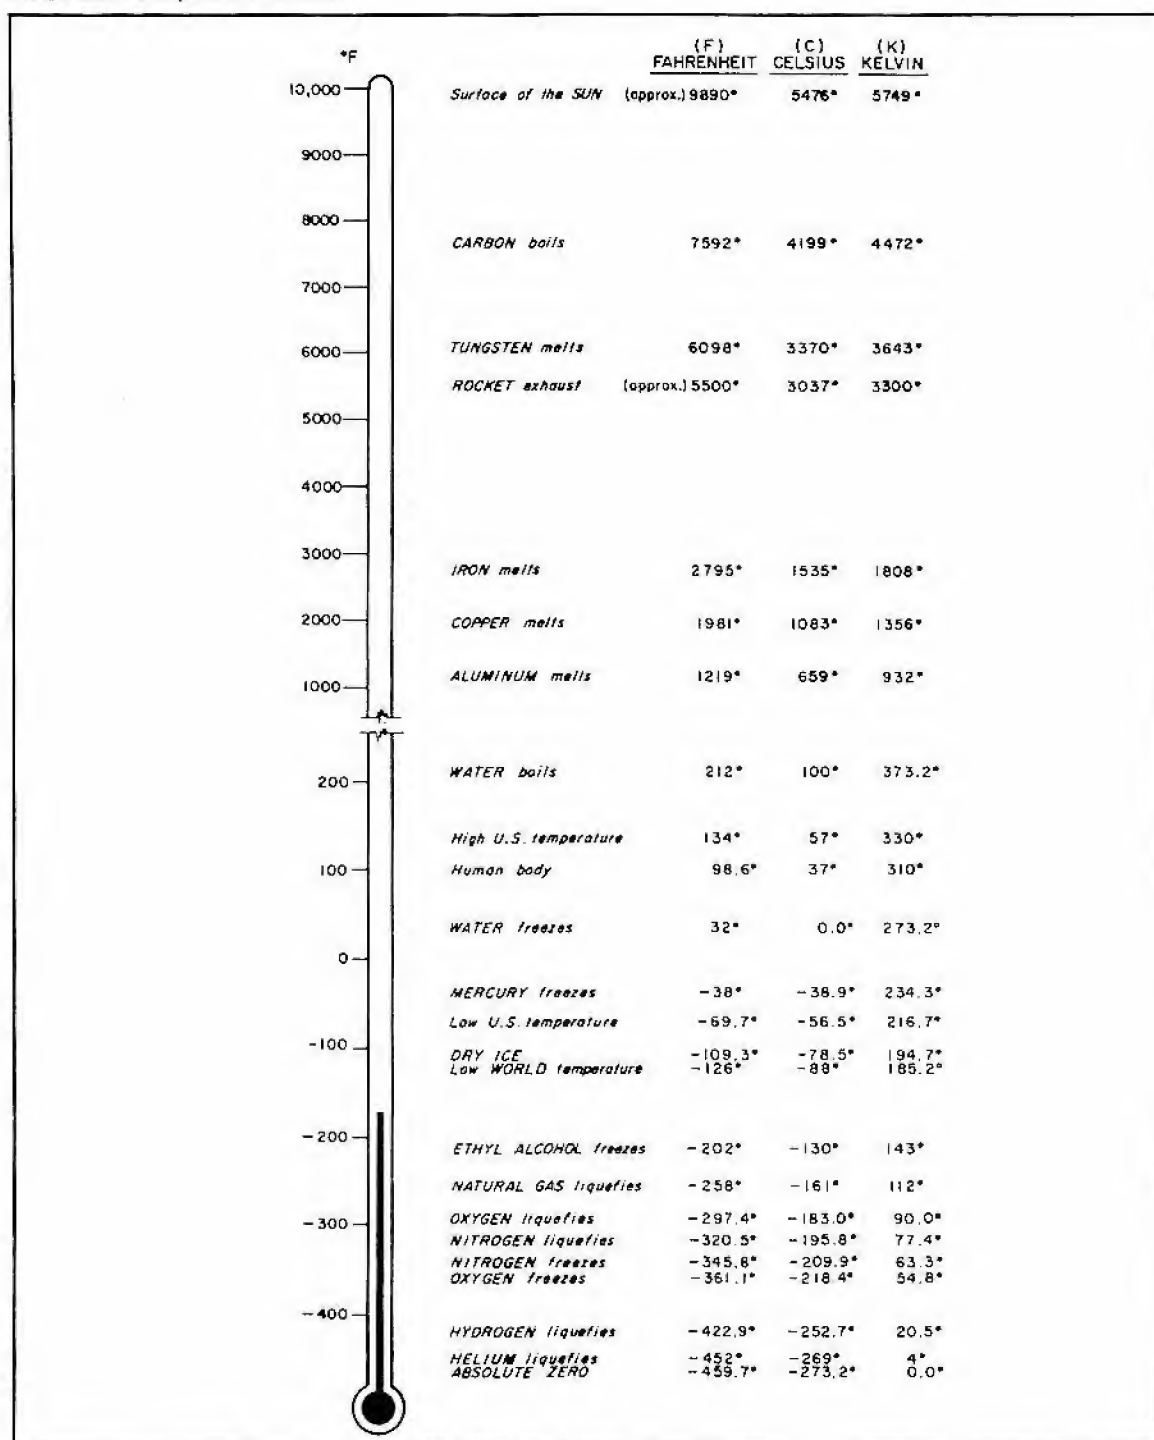 (F) (C) (K)
°F FAHRENHEIT CELSIUS KELVIN
10,000 Surface of the SUN (approx.) 9890° 5476° 5749°
9000
8000
CARBON boils 7592° 4199° 4472°
7000
6000 TUNGSTEN melts 6098° 3370° 3643°
ROCKET exhaust (approx.) 5500° 3037° 3300°
5000
4000
3000
IRON melts 2795° 1535° 1808°
2000 COPPER melts 1981° 1083° 1356°
1000 ALUMINUM melts 1219° 659° 932°
200 WATER boils 212° 100° 373.2°
High U.S. temperature 134° 57° 330°
100 Human body 98.6° 37° 310°
WATER freezes 32° 0.0° 273.2°
0
MERCURY freezes -38° -38.9° 234.3°
Low U.S. temperature -69.7° -56.5° 216.7°
-100 DRY ICE -109.3° -78.5° 194.7°
Low WORLD temperature -126° -88° 185.2°
-200 ETHYL ALCOHOL freezes -202° -130° 143°
NATURAL GAS liquefies -258° -161° 112°
-300 OXYGEN liquefies -297.4° -183.0° 90.0°
NITROGEN liquefies -320.5° -195.8° 77.4°
NITROGEN freezes -345.8° -209.9° 63.3°
OXYGEN freezes -361.1° -218.4° 54.8°
-400
HYDROGEN liquefies -422.9° -252.7° 20.5°
HELIUM liquefies -452° -269° 4°
ABSOLUTE ZERO -459.7° -273.2° 0.0°